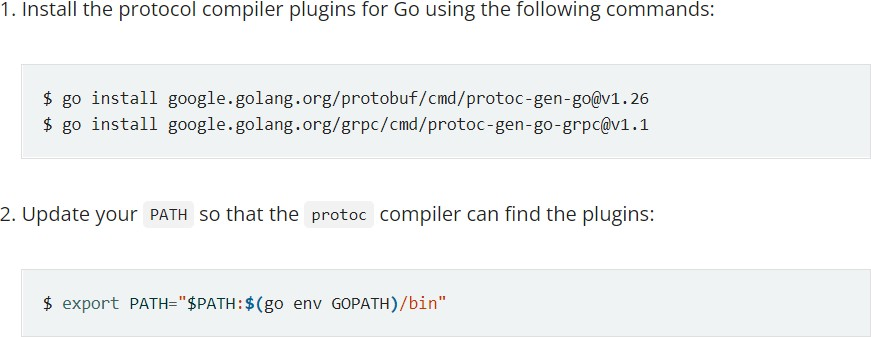 1. Install the protocol compiler plugins for Go using the following commands:
$ go install google.golang.org/protobuf/cmd/protoc-gen-go@v1.26
$ go install google.golang.org/grpc/cmd/protoc-gen-go-grpc@v1.1
2. Update your PATH so that the protoc compiler can find the plugins:
$ export PATH="$PATH:$(go env GOPATH)/bin"